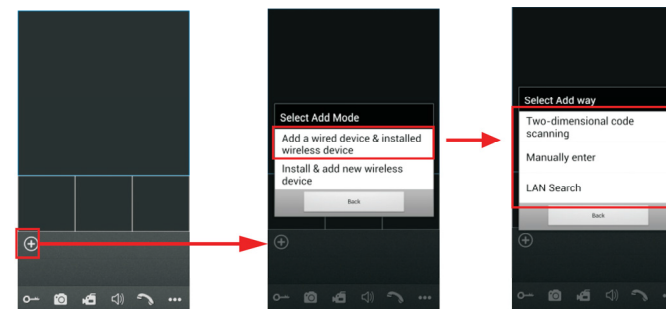 Select Add Mode
Add a wired device & installed
wireless device
Install & add new wireless
device
Back
Select Add way
Two-dimensional code
scanning
Manually enter
LAN Search
Back